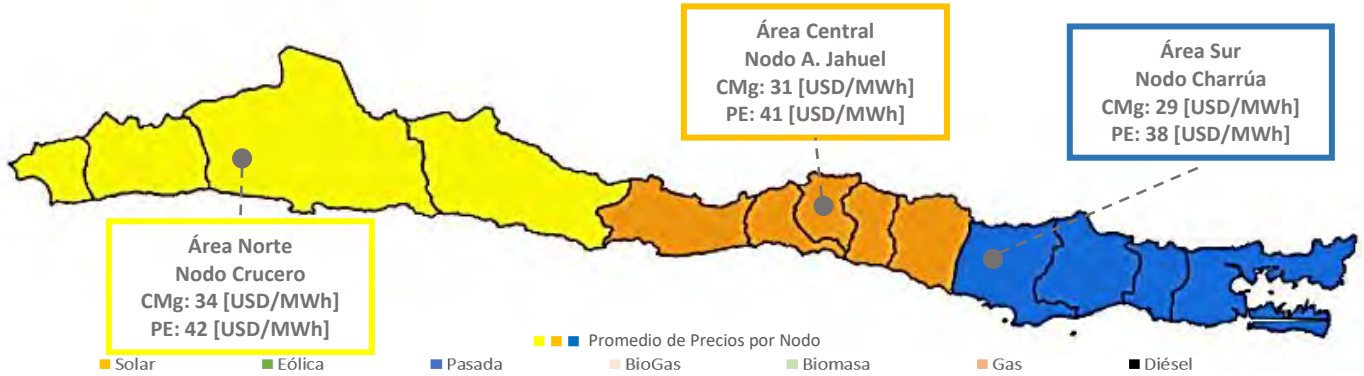 Área Central
Nodo A. Jahuel
CMg: 31 [USD/MWh]
PE: 41 [USD/MWh]
Área Sur
Nodo Charrúa
CMg: 29 [USD/MWh]
PE: 38 [USD/MWh]
Área Norte
Nodo Crucero
CMg: 34 [USD/MWh]
PE: 42 [USD/MWh]
Promedio de Precios por Nodo
Solar Eólica Pasada BioGas Biomasa Gas Diésel